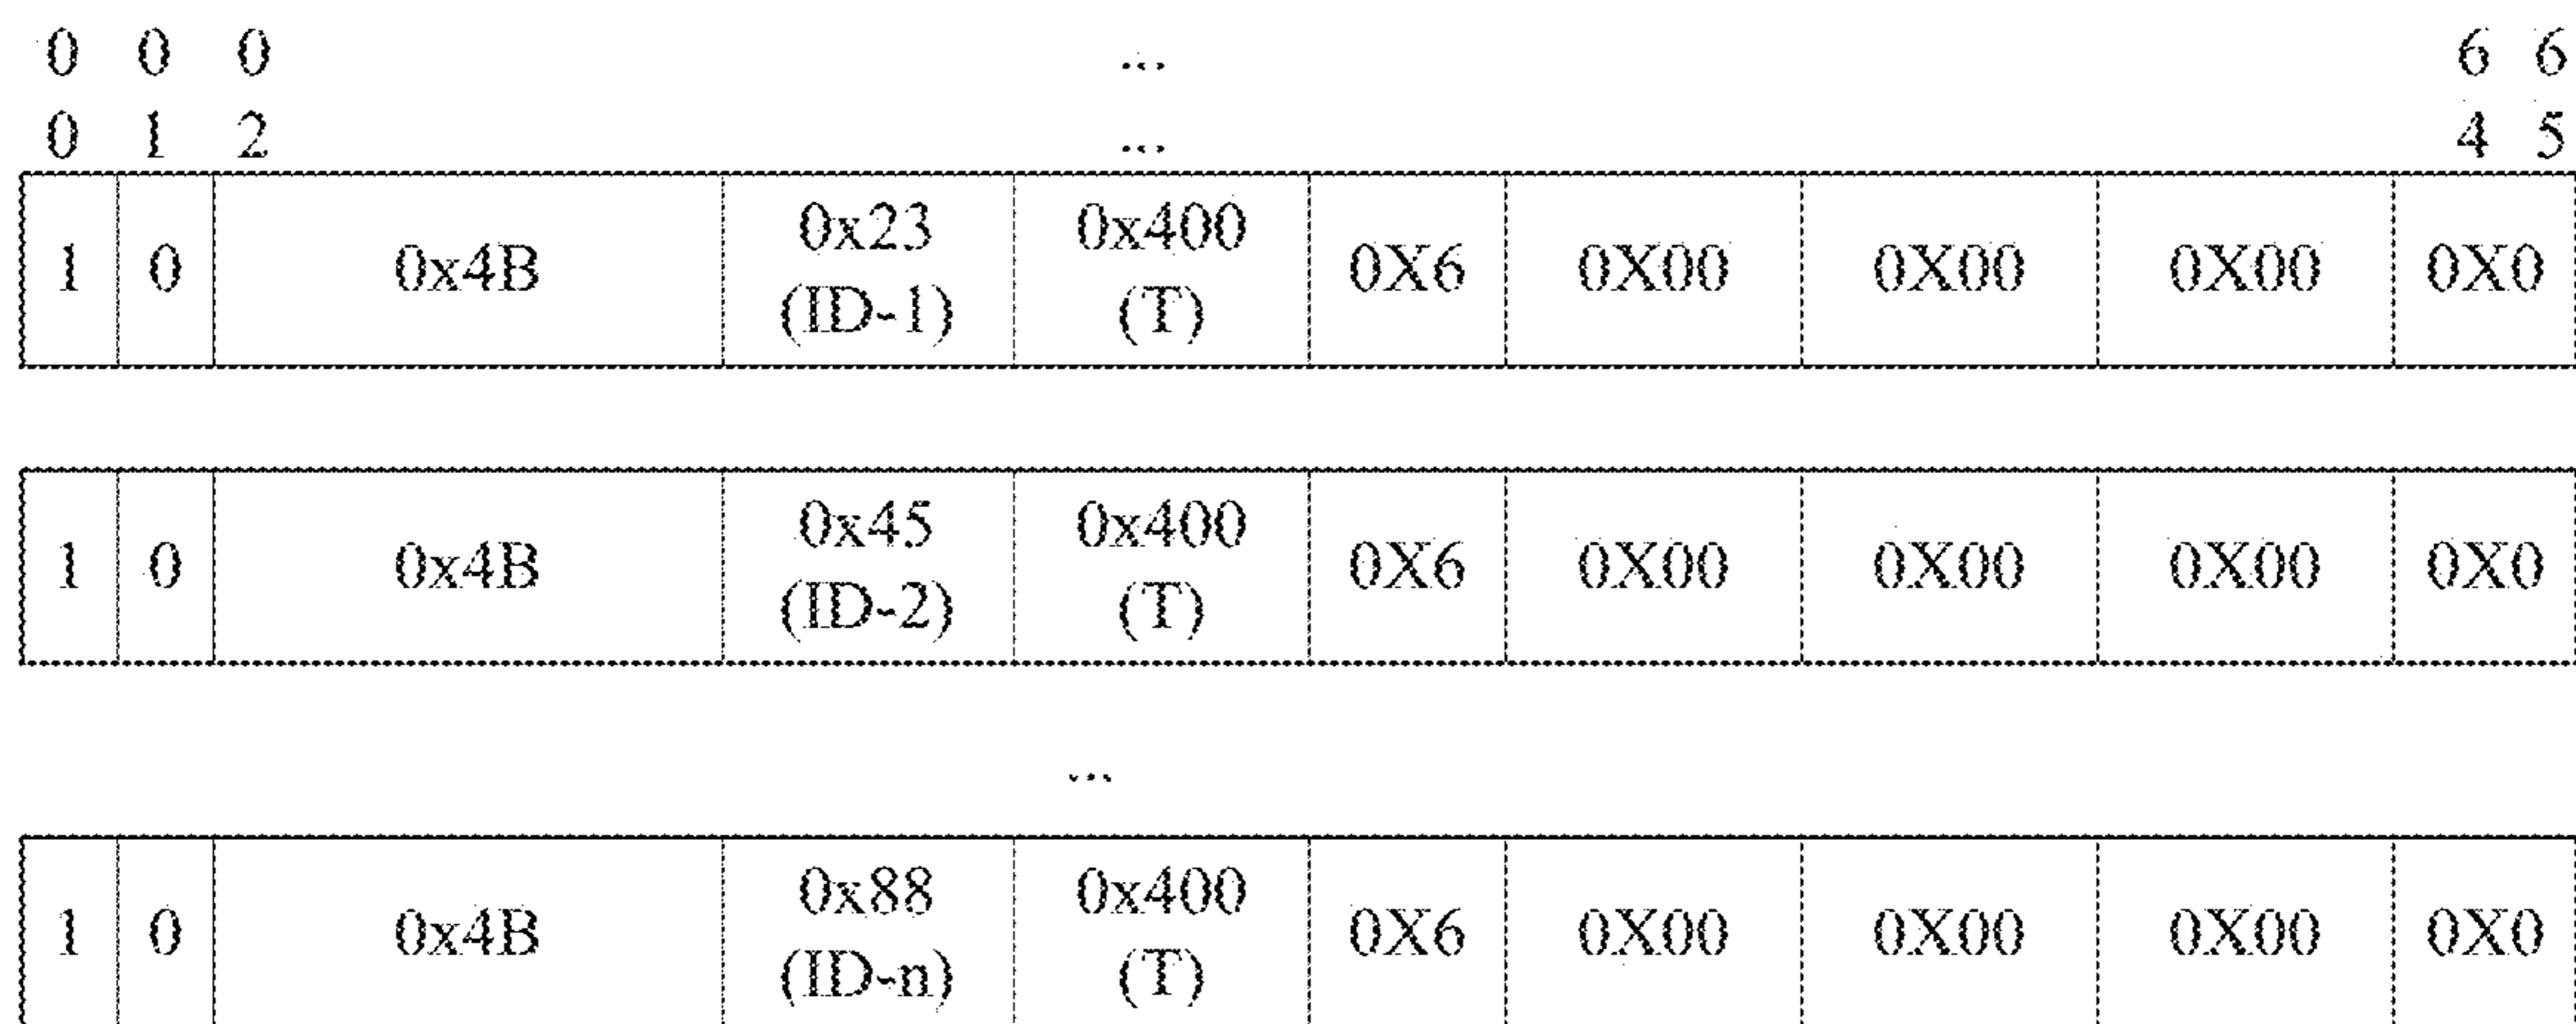 0 0 0 ... 6 6
0 1 2 ... 4 5
1 0 0x4B 0x23 (ID-1) 0x400 (T) 0X6 0X00 0X00 0X00 0X0
1 0 0x4B 0x45 (ID-2) 0x400 (T) 0X6 0X00 0X00 0X00 0X0
...
1 0 0x4B 0x88 (ID-n) 0x400 (T) 0X6 0X00 0X00 0X00 0X0